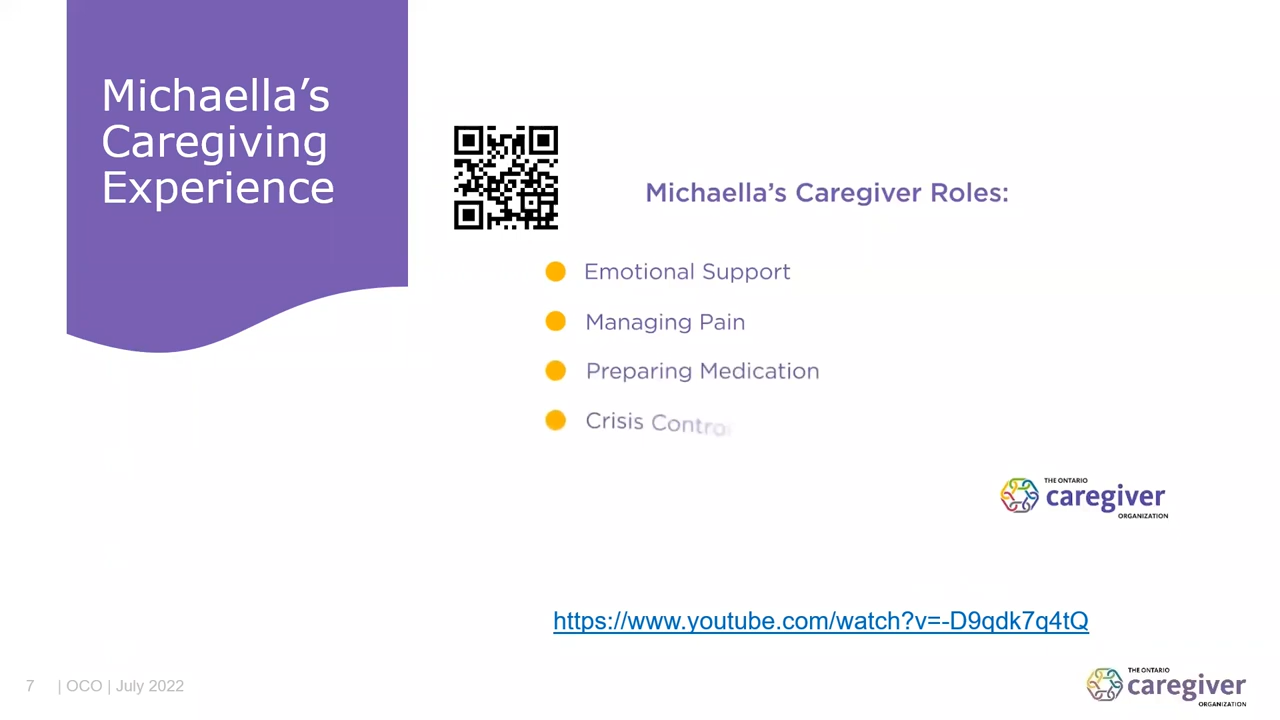 Michaella’s
Caregiving
Experience
Michaella’s Caregiver Roles:
Emotional Support
Managing Pain
Preparing Medication
Crisis Control
THE ONTARIO
caregiver
ORGANIZATION
https://www.youtube.com/watch?v=-D9qdk7q4tQ
7 | OCO | July 2022
THE ONTARIO
caregiver
ORGANIZATION